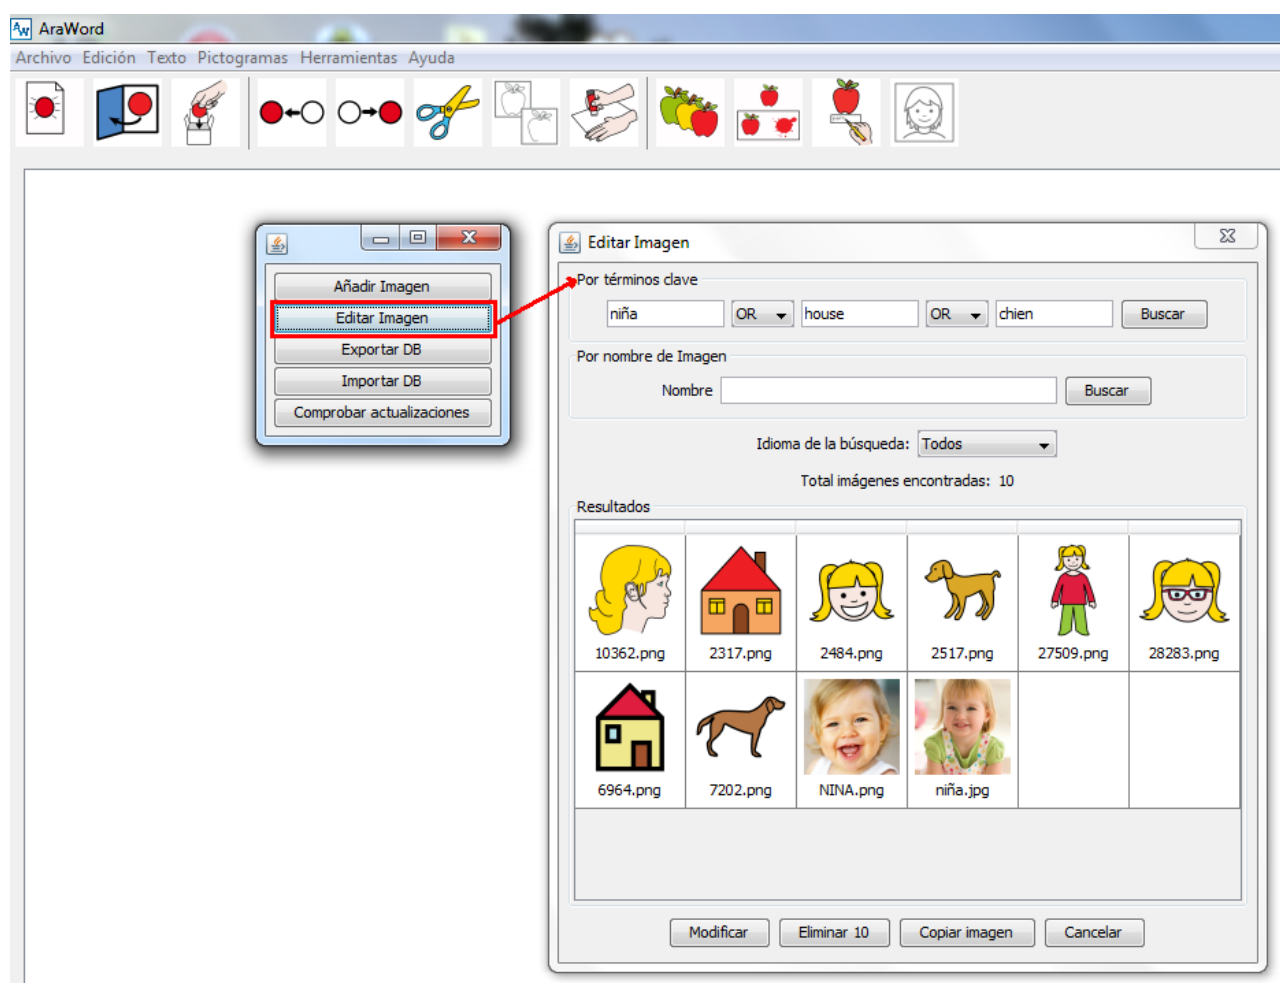 AraWord
Archivo Edición Texto Pictogramas Herramientas Ayuda
Añadir Imagen
Editar Imagen
Exportar DB
Importar DB
Comprobar actualizaciones
Editar Imagen
Por términos clave
niña OR house OR chien Buscar
Por nombre de Imagen
Nombre Buscar
Idioma de la búsqueda: Todos
Total imágenes encontradas: 10
Resultados
10362.png 2317.png 2484.png 2517.png 27509.png 28283.png
6964.png 7202.png NINA.png niña.jpg
Modificar Eliminar 10 Copiar imagen Cancelar